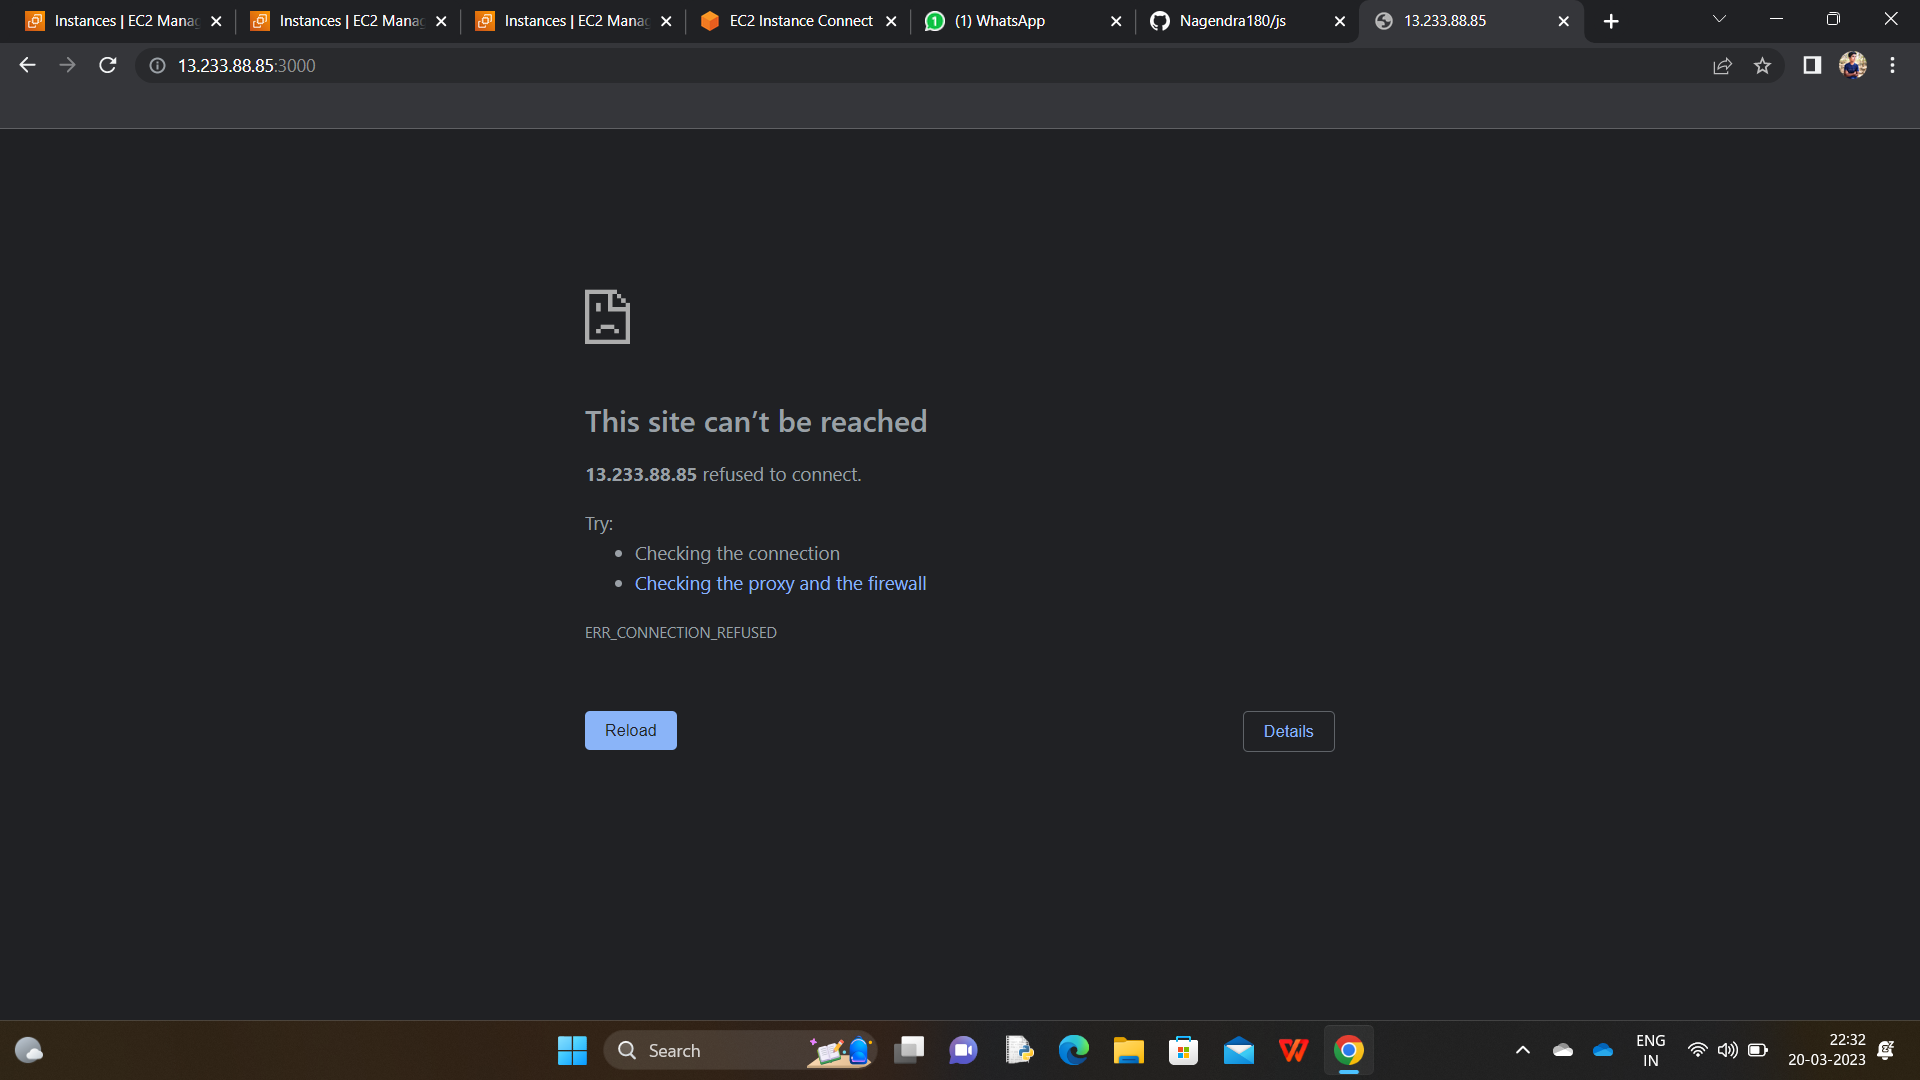 Instances | EC2 Manag
Instances | EC2 Manag
Instances | EC2 Manag
EC2 Instance Connect
1
(1) WhatsApp
Nagendra180/js
13.233.88.85
13.233.88.85:3000
This site can’t be reached
13.233.88.85 refused to connect.
Try:
Checking the connection
Checking the proxy and the firewall
ERR_CONNECTION_REFUSED
Reload
Details
Search
ENG
IN
22:32
20-03-2023